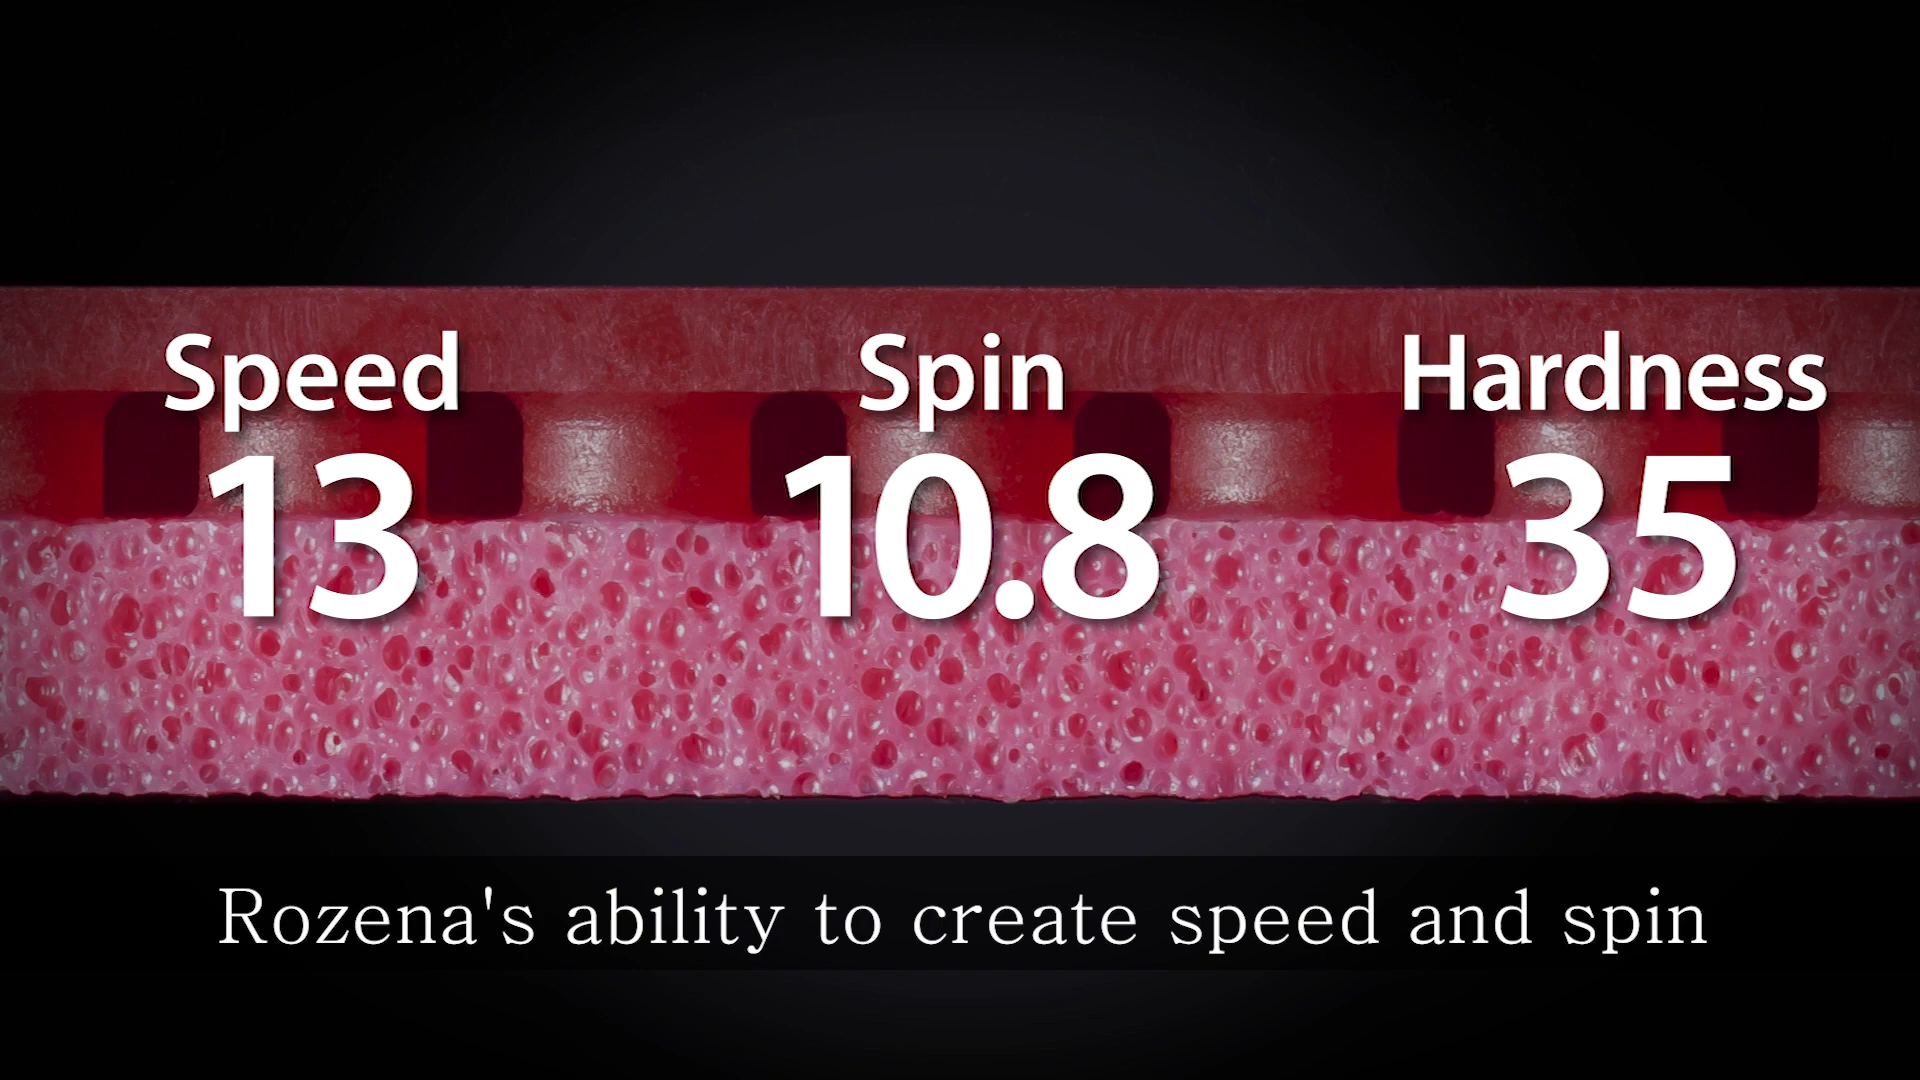 Speed Spin Hardness
13 10.8 35
Rozena's ability to create speed and spin